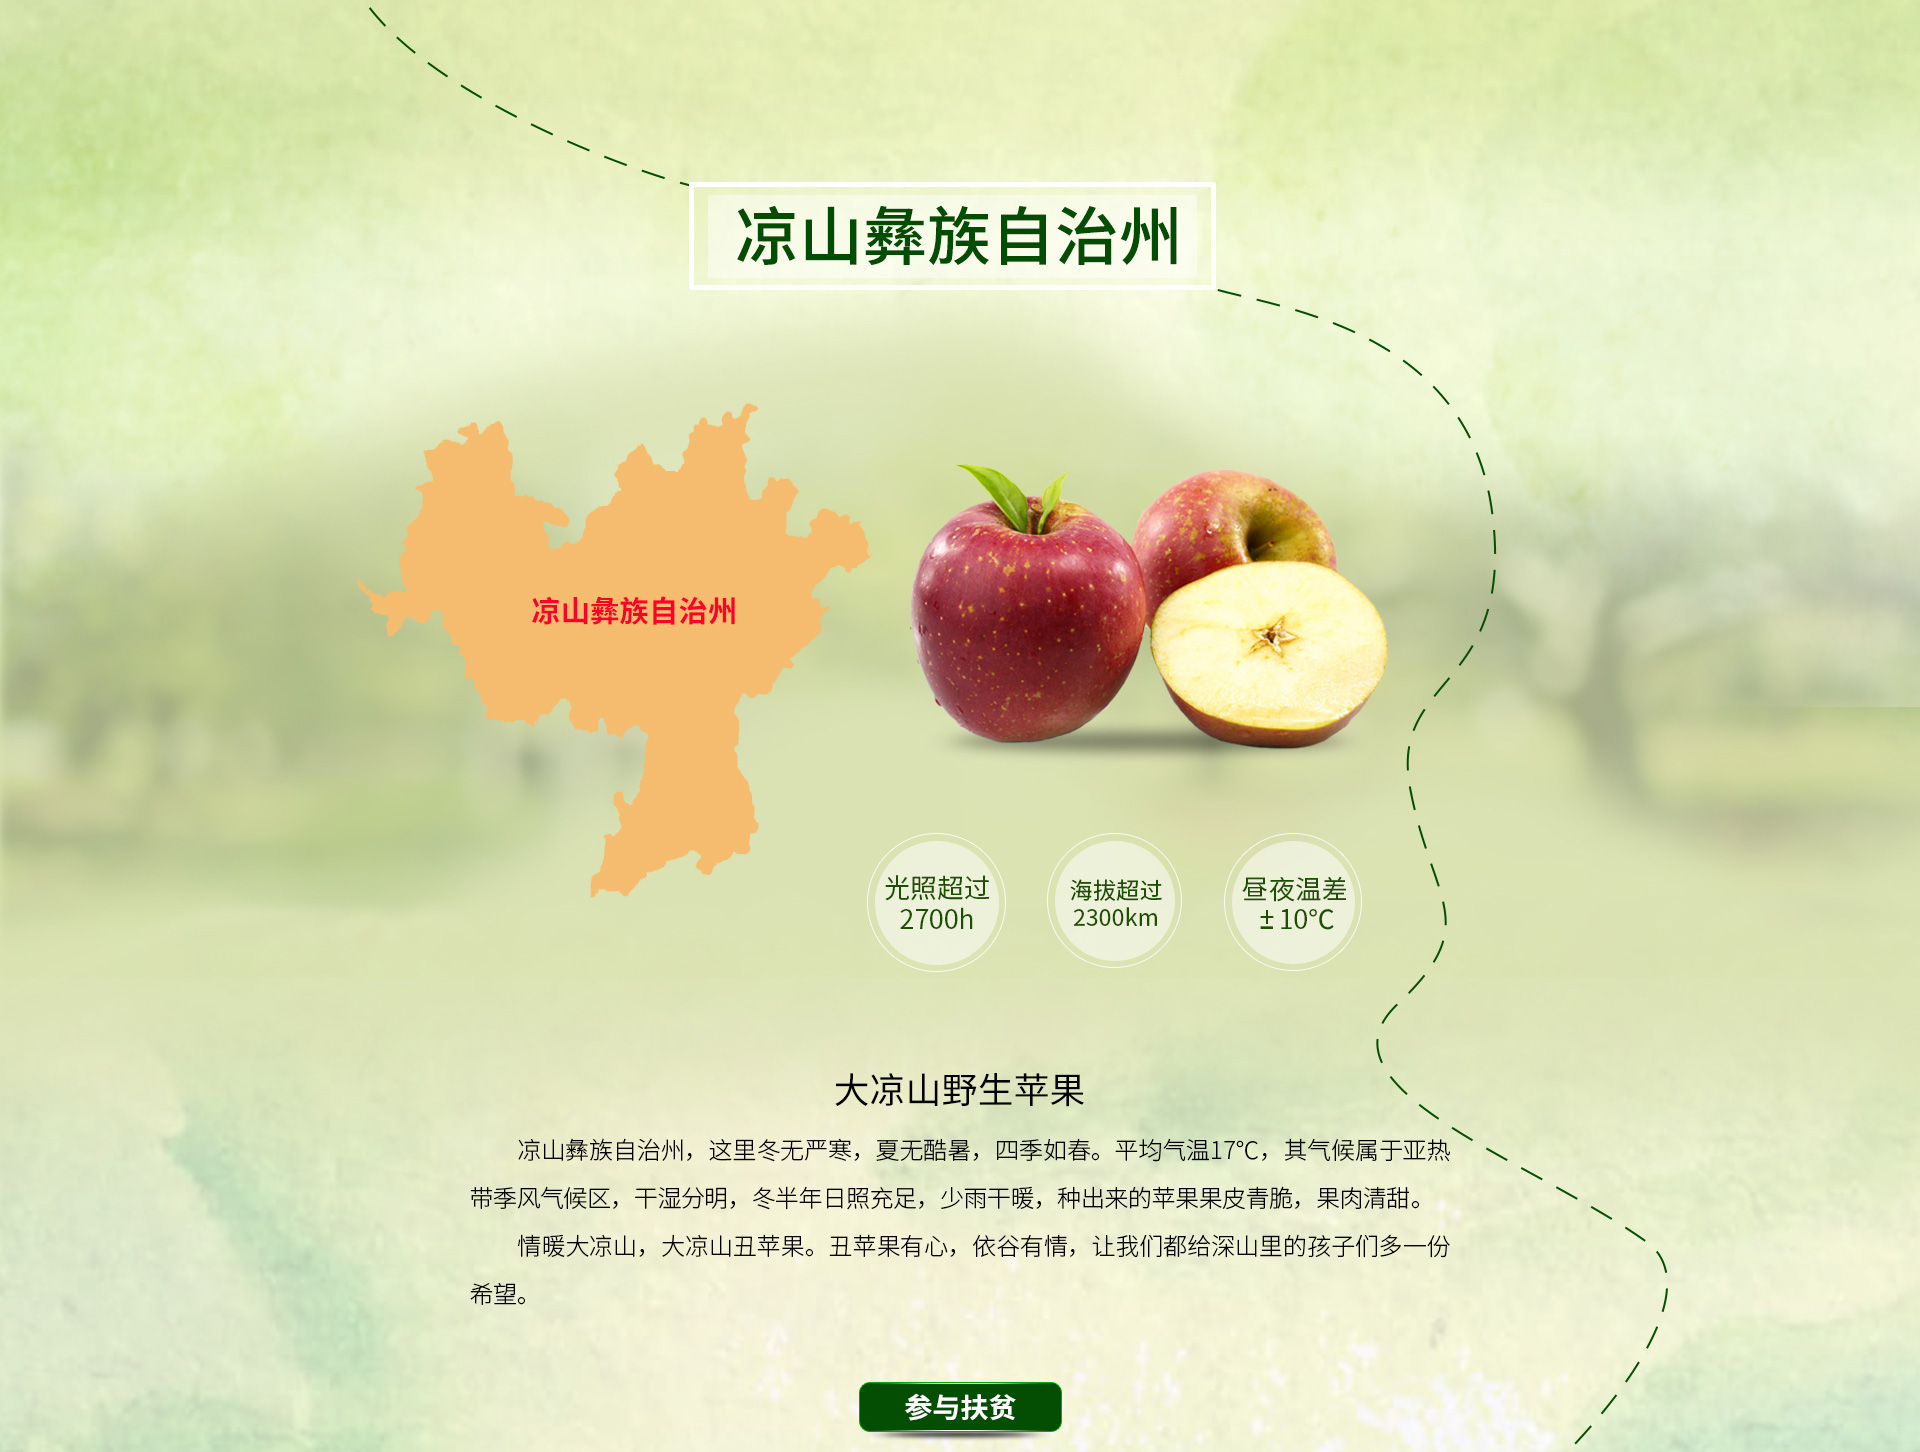 凉山彝族自治州
凉山彝族自治州
光照超过
2700h
海拔超过
2300km
昼夜温差
±10℃
大凉山野生苹果
凉山彝族自治州，这里冬无严寒，夏无酷暑，四季如春。平均气温17℃，其气候属于亚热
带季风气候区，干湿分明，冬半年日照充足，少雨干暖，种出来的苹果果皮青脆，果肉清甜。
情暖大凉山，大凉山丑苹果。丑苹果有心，依谷有情，让我们都给深山里的孩子们多一份
希望。
参与扶贫